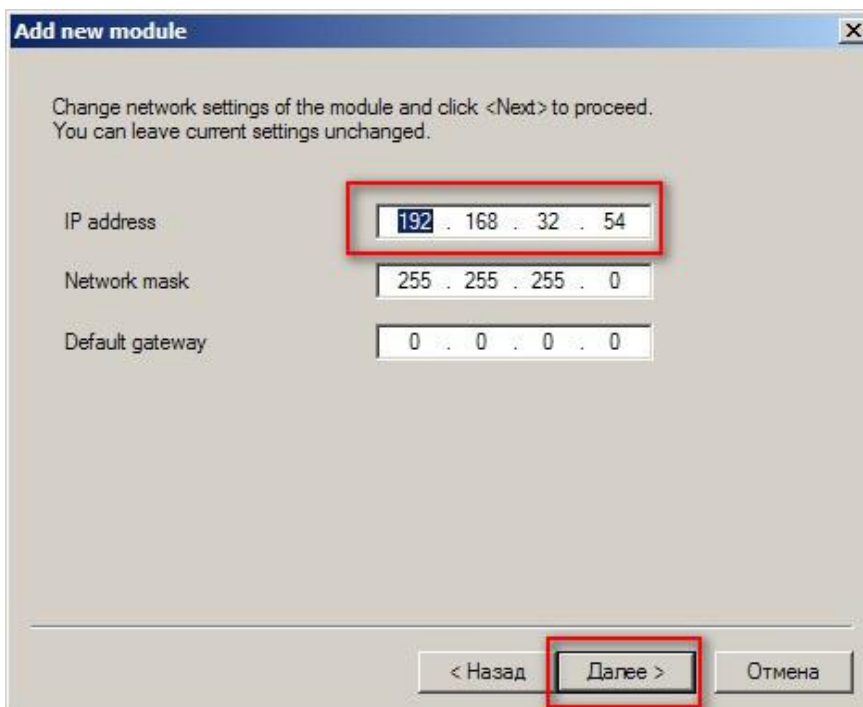 Add new module
Change network settings of the module and click <Next> to proceed.
You can leave current settings unchanged.
IP address 192 . 168 . 32 . 54
Network mask 255 . 255 . 255 . 0
Default gateway 0 . 0 . 0 . 0
< Назад Далее > Отмена